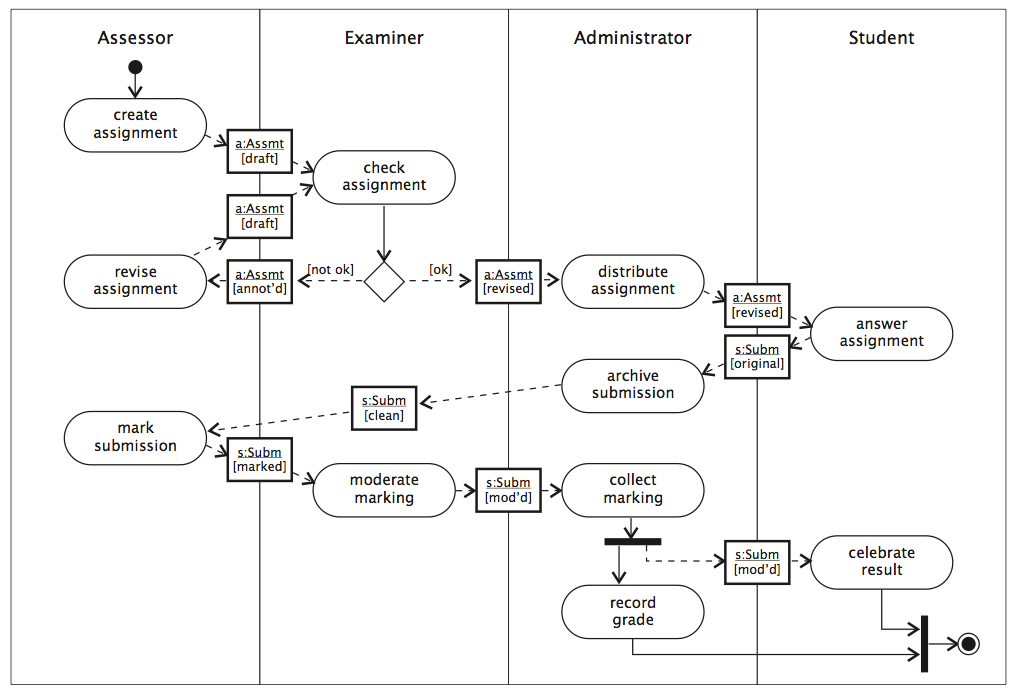 Assessor
Examiner
Administrator
Student
create
assignment
a:Assmt
[draft]
check
assignment
a:Assmt
[draft]
revise
assignment
a:Assmt
[annot'd]
[not ok]
[ok]
a:Assmt
[revised]
distribute
assignment
a:Assmt
[revised]
answer
assignment
s:Subm
[original]
archive
submission
s:Subm
[clean]
mark
submission
s:Subm
[marked]
moderate
marking
s:Subm
[mod'd]
collect
marking
s:Subm
[mod'd]
celebrate
result
record
grade